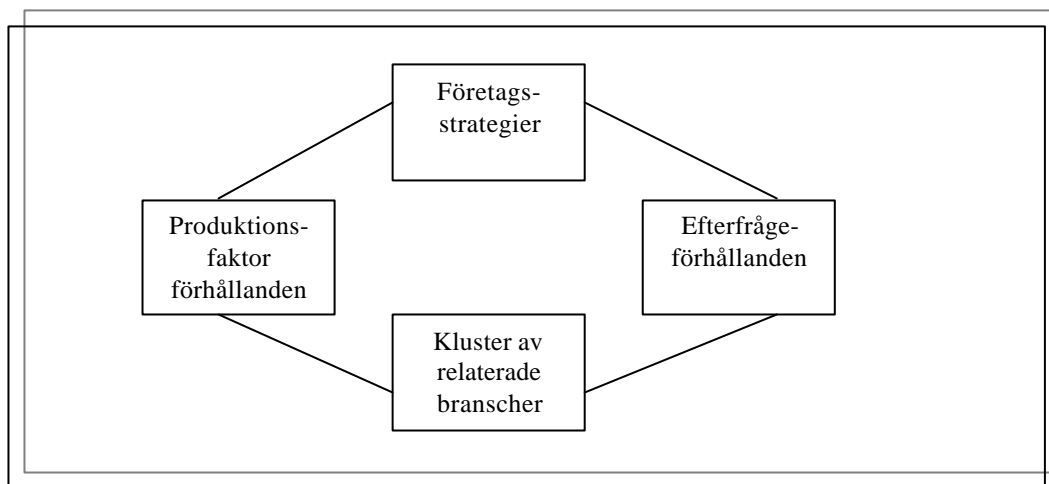 Företags-
strategier
Produktions-
faktor
förhållanden
Efterfråge-
förhållanden
Kluster av
relaterade
branscher